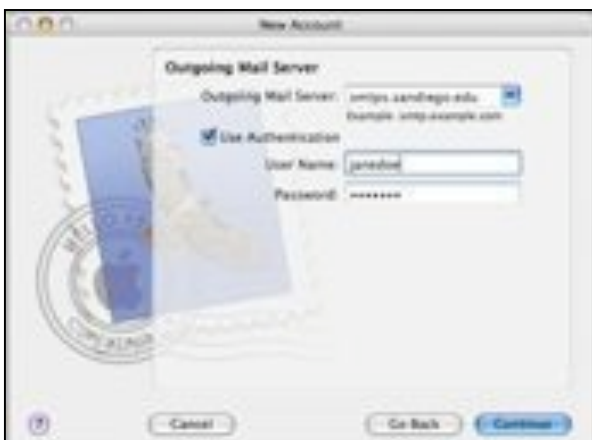 New Account
Outgoing Mail Server
Outgoing Mail Server: smtps.sandiego.edu
Example: smtp.example.com
Use Authentication
User Name: janedoe
Password: •••••••
?
Cancel
Go Back
Continue